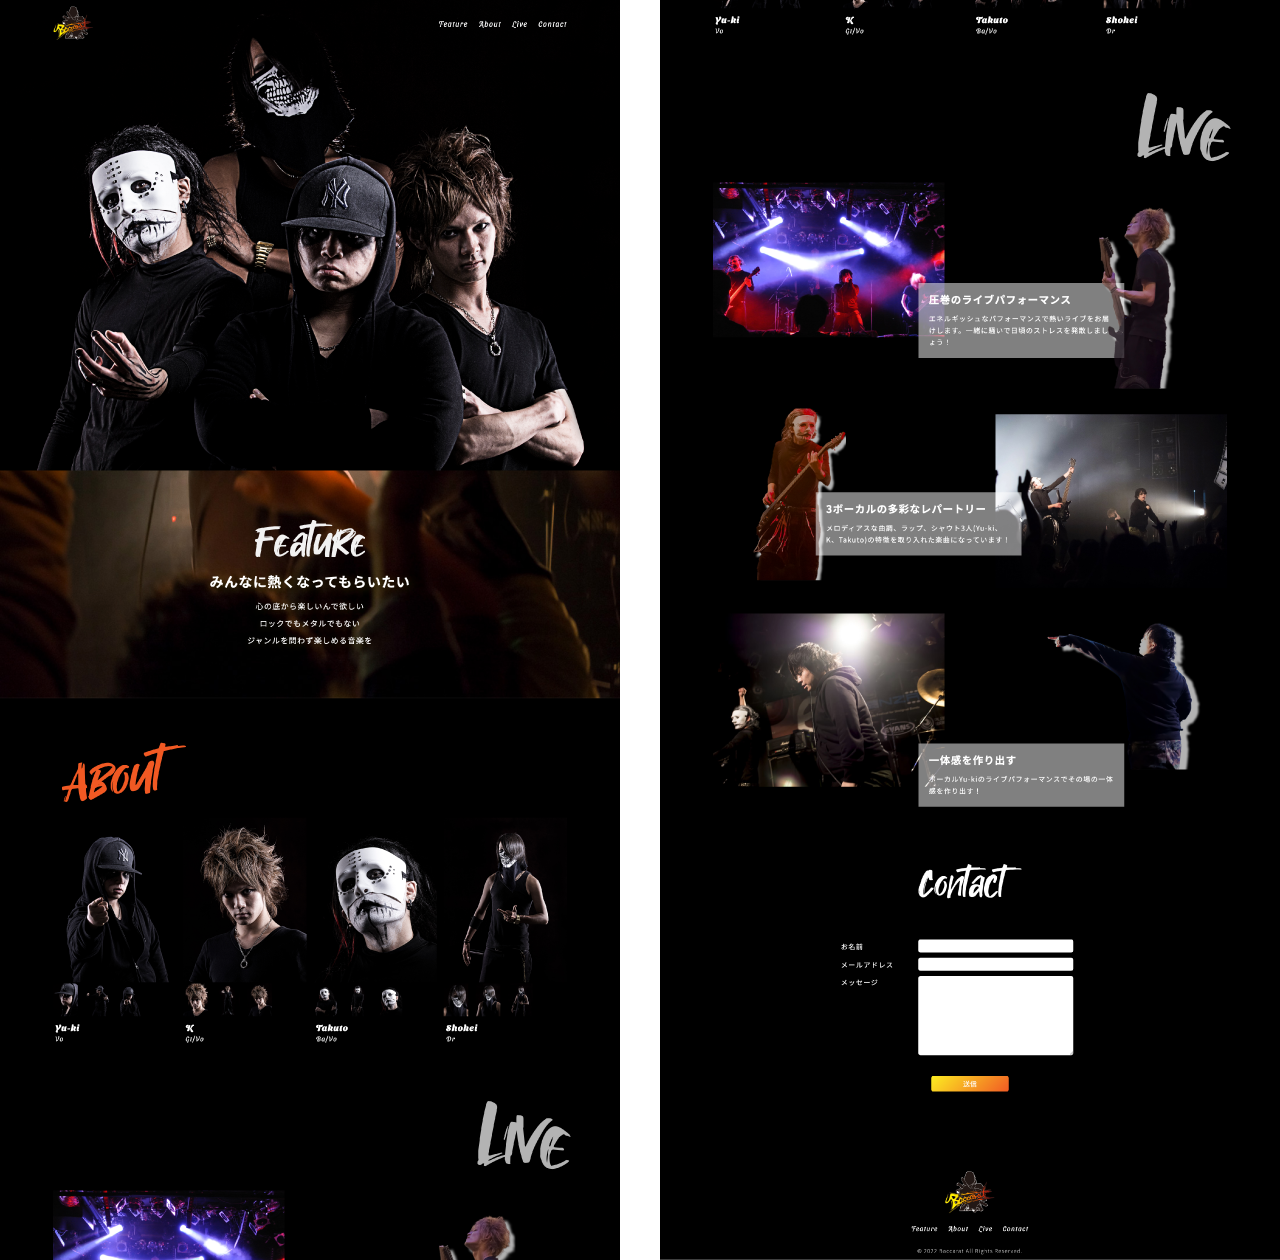 Feature About Live Contact
Feature
みんなに熱くなってもらいたい
心の底から楽しいんで欲しい
ロックでもメタルでもない
ジャンルを問わず楽しめる音楽を
ABOUT
Yu-ki
Vo
K
Gt/Vo
Takuto
Ba/Vo
Shokei
Dr
LIVE
Yu-ki
Vo
K
Gt/Vo
Takuto
Ba/Vo
Shokei
Dr
LIVE
圧巻のライブパフォーマンス
エネルギッシュなパフォーマンスで熱いライブをお届
けします。一緒に騒いで日頃のストレスを発散しまし
ょう！
3ボーカルの多彩なレパートリー
メロディアスな曲調、ラップ、シャウト3人(Yu-ki、
K、Takuto)の特徴を取り入れた楽曲になっています！
EVANS
一体感を作り出す
ボーカルYu-kiのライブパフォーマンスでその場の一体
感を作り出す！
Contact
お名前
メールアドレス
メッセージ
送信
Feature About Live Contact
© 2022 Baccarat All Rights Reserved.